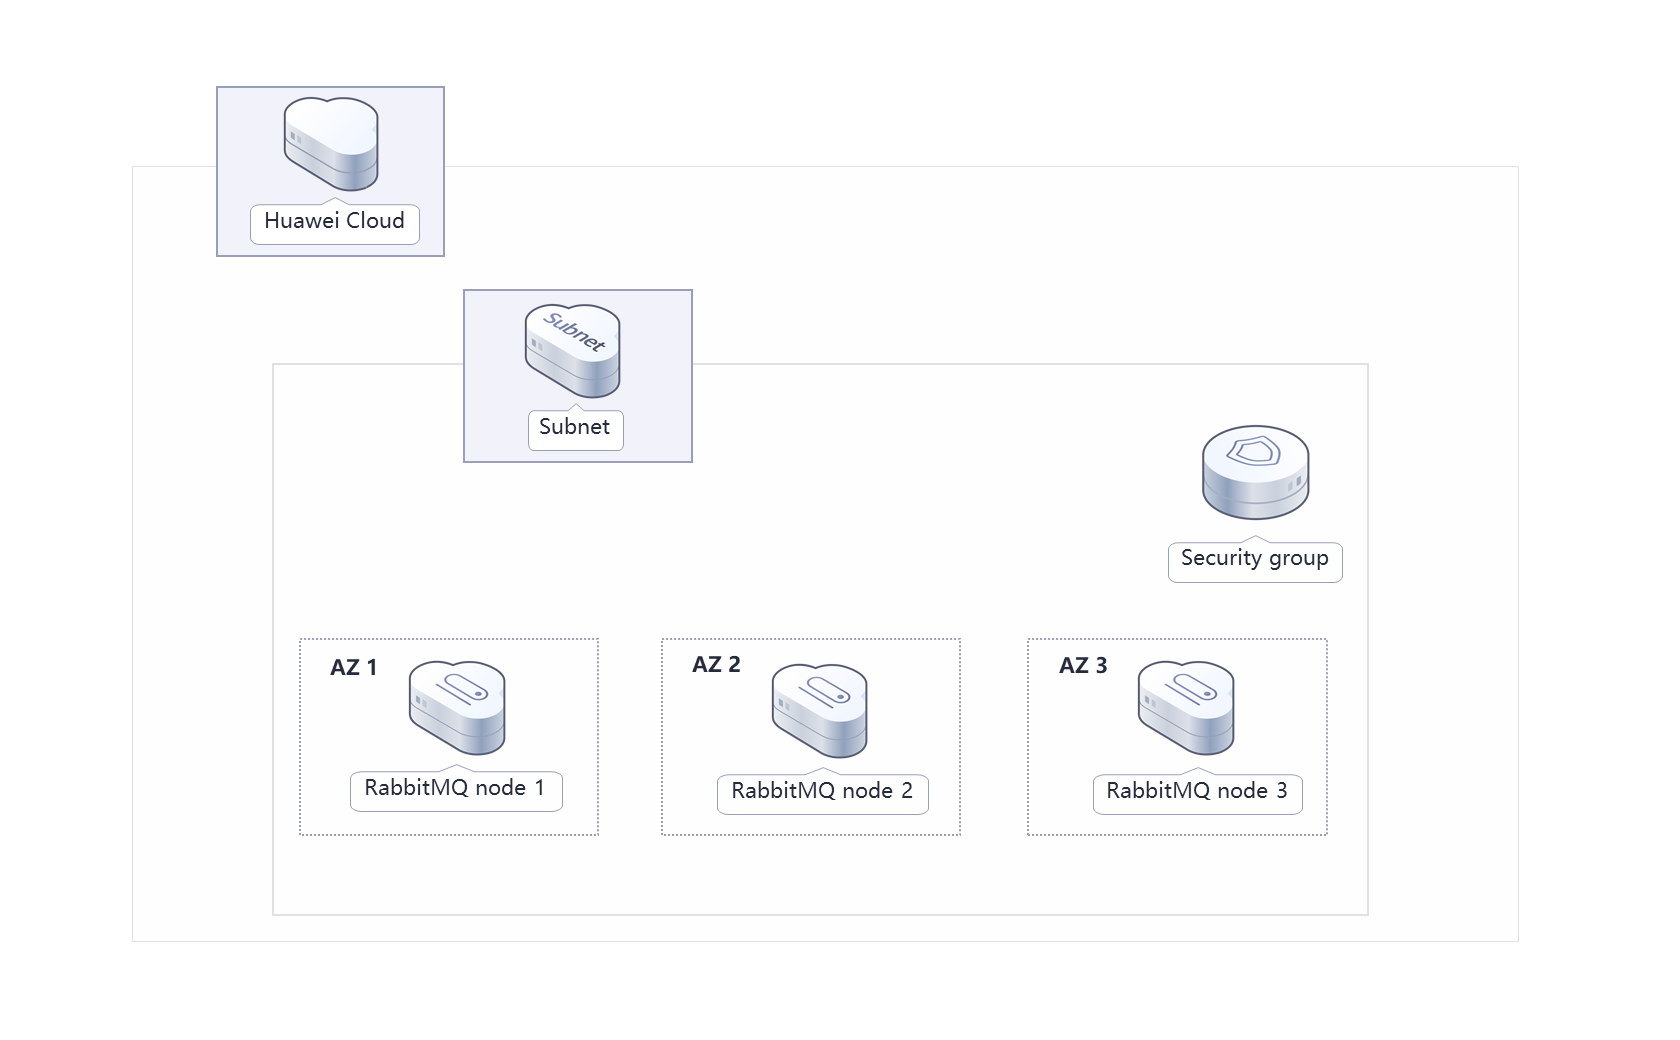 Huawei Cloud
Subnet
Subnet
Security group
AZ 1
RabbitMQ node 1
AZ 2
RabbitMQ node 2
AZ 3
RabbitMQ node 3